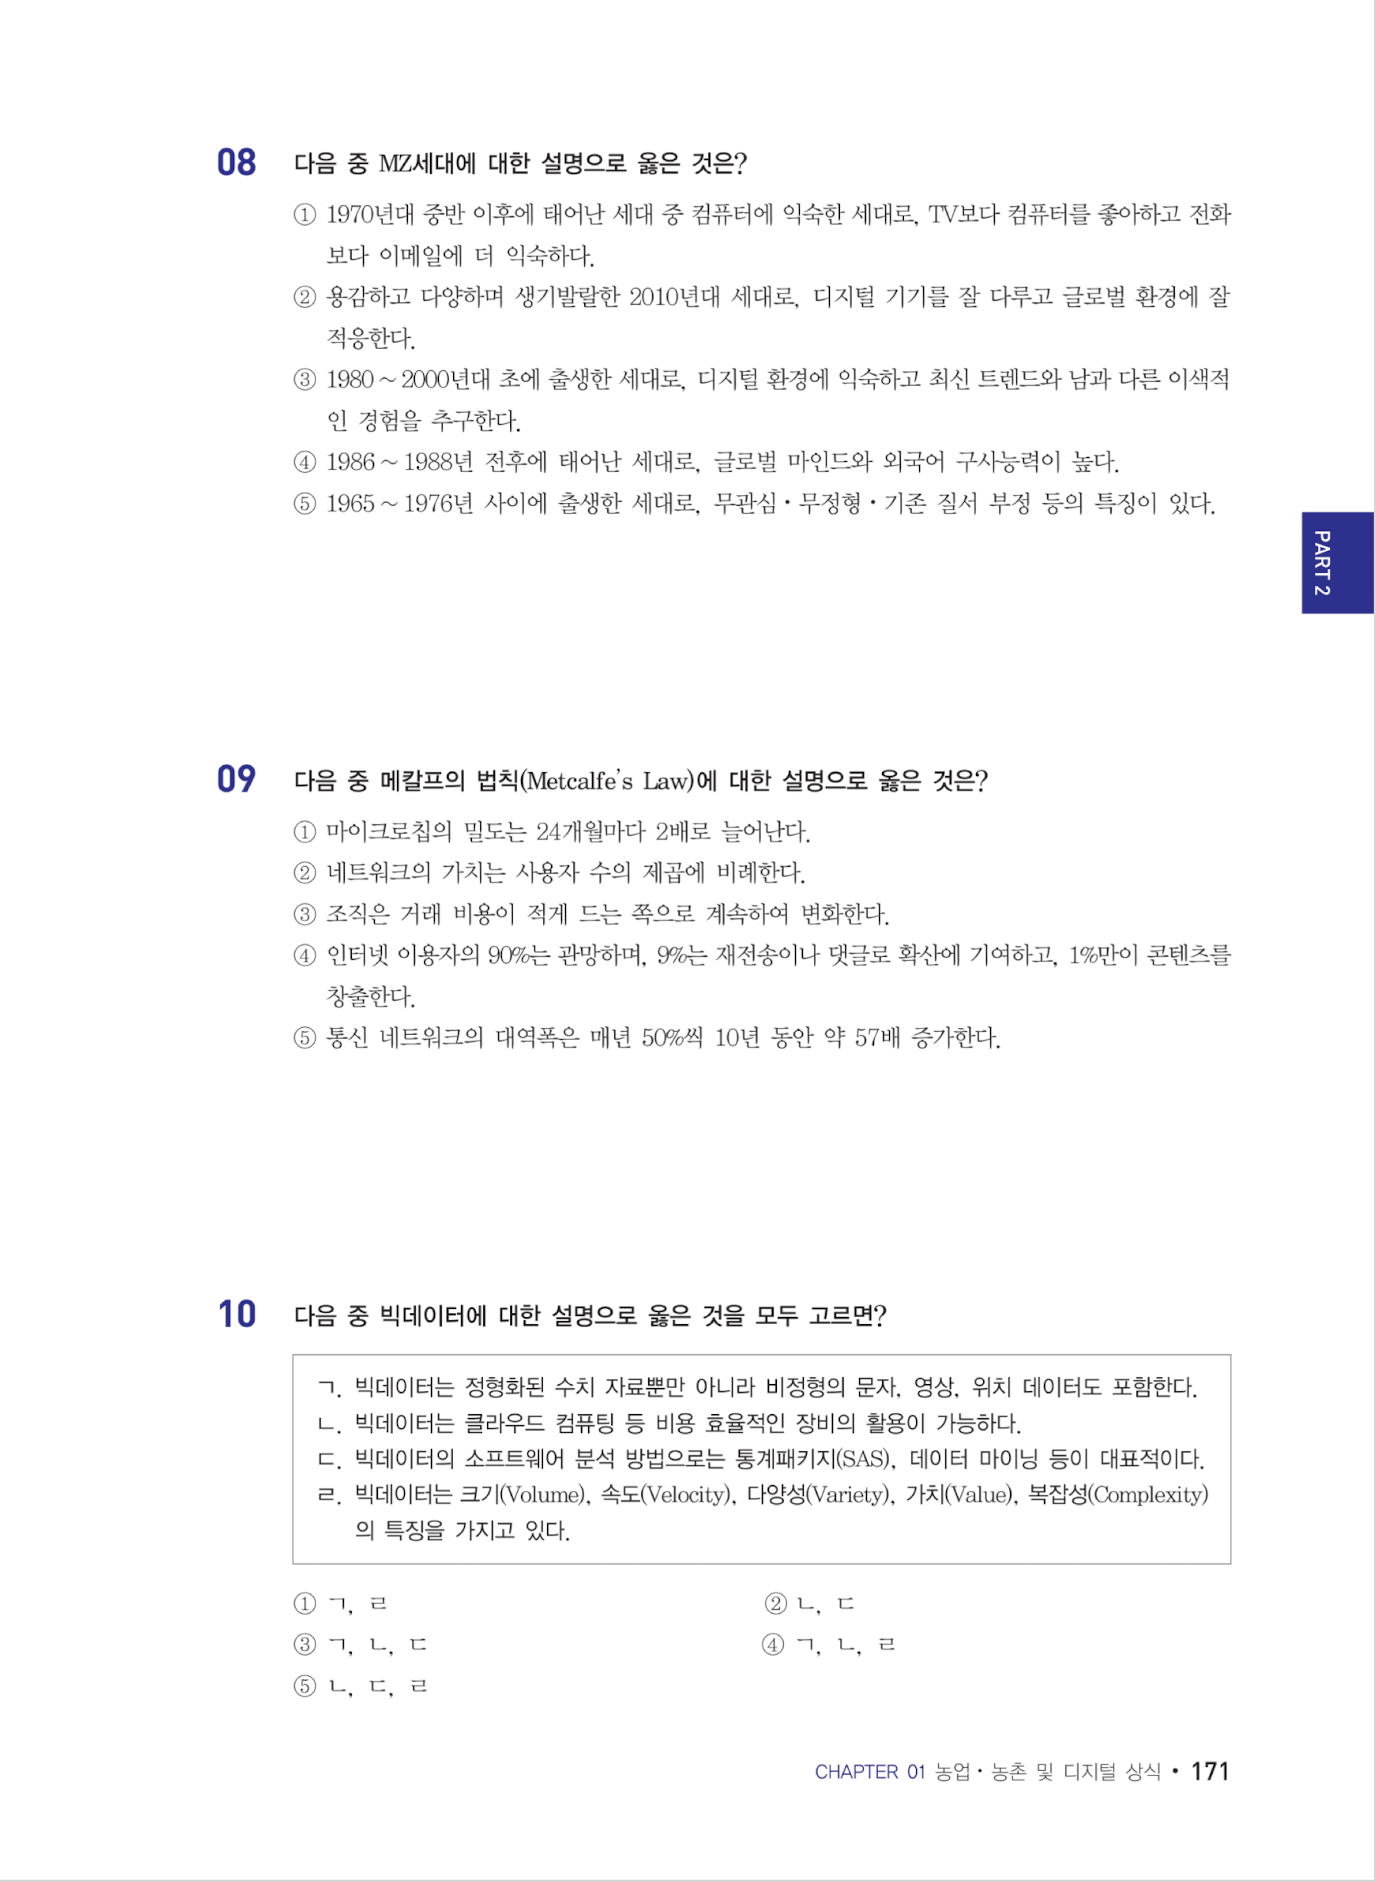 08 다음 중 MZ세대에 대한 설명으로 옳은 것은?
① 1970년대 중반 이후에 태어난 세대 중 컴퓨터에 익숙한 세대로, TV보다 컴퓨터를 좋아하고 전화
보다 이메일에 더 익숙하다.
② 용감하고 다양하며 생기발랄한 2010년대 세대로, 디지털 기기를 잘 다루고 글로벌 환경에 잘
적응한다.
③ 1980 ~ 2000년대 초에 출생한 세대로, 디지털 환경에 익숙하고 최신 트렌드와 남과 다른 이색적
인 경험을 추구한다.
④ 1986 ~ 1988년 전후에 태어난 세대로, 글로벌 마인드와 외국어 구사능력이 높다.
⑤ 1965 ~ 1976년 사이에 출생한 세대로, 무관심 · 무정형 · 기존 질서 부정 등의 특징이 있다.
PART 2
09 다음 중 메칼프의 법칙(Metcalfe's Law)에 대한 설명으로 옳은 것은?
① 마이크로칩의 밀도는 24개월마다 2배로 늘어난다.
② 네트워크의 가치는 사용자 수의 제곱에 비례한다.
③ 조직은 거래 비용이 적게 드는 쪽으로 계속하여 변화한다.
④ 인터넷 이용자의 90%는 관망하며, 9%는 재전송이나 댓글로 확산에 기여하고, 1%만이 콘텐츠를
창출한다.
⑤ 통신 네트워크의 대역폭은 매년 50%씩 10년 동안 약 57배 증가한다.
10 다음 중 빅데이터에 대한 설명으로 옳은 것을 모두 고르면?
ㄱ. 빅데이터는 정형화된 수치 자료뿐만 아니라 비정형의 문자, 영상, 위치 데이터도 포함한다.
ㄴ. 빅데이터는 클라우드 컴퓨팅 등 비용 효율적인 장비의 활용이 가능하다.
ㄷ. 빅데이터의 소프트웨어 분석 방법으로는 통계패키지(SAS), 데이터 마이닝 등이 대표적이다.
ㄹ. 빅데이터는 크기(Volume), 속도(Velocity), 다양성(Variety), 가치(Value), 복잡성(Complexity)
의 특징을 가지고 있다.
① ㄱ, ㄹ ② ㄴ, ㄷ
③ ㄱ, ㄴ, ㄷ ④ ㄱ, ㄴ, ㄹ
⑤ ㄴ, ㄷ, ㄹ
CHAPTER 01 농업 · 농촌 및 디지털 상식 • 171